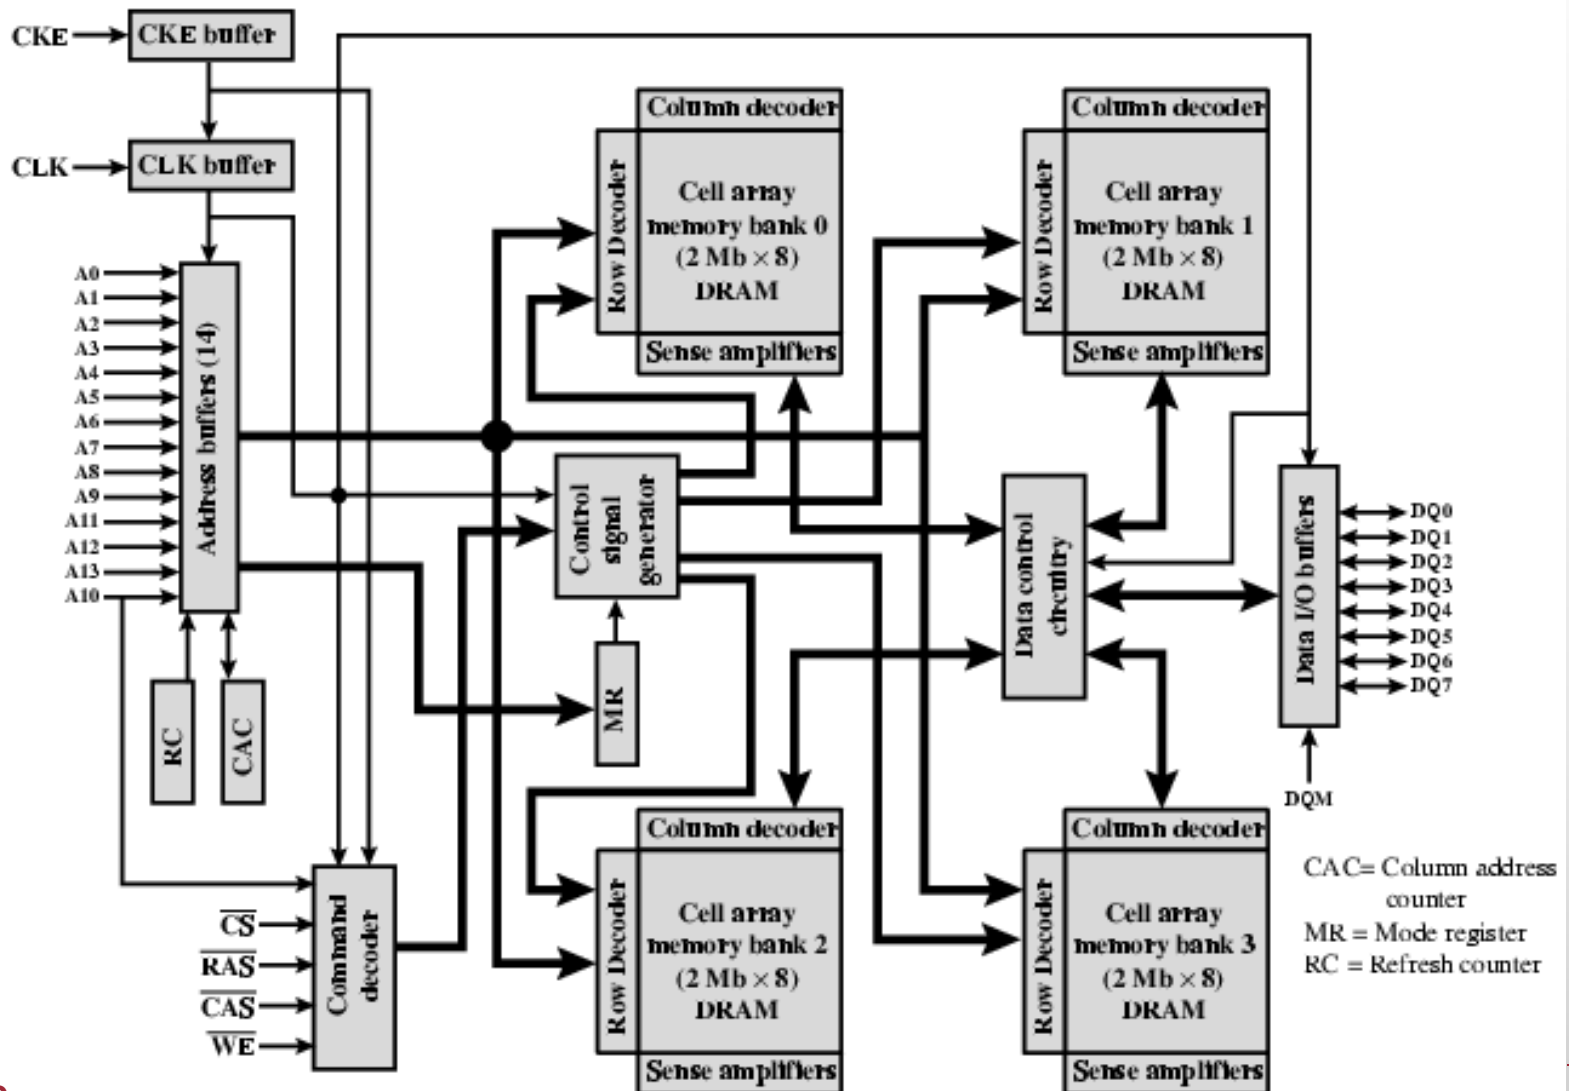 CKE
CKE buffer
CLK
CLK buffer
A0
A1
A2
A3
A4
A5
A6
A7
A8
A9
A11
A12
A13
A10
Address buffers (14)
RC
CAC
CS
RAS
CAS
WE
Command
decoder
Control
signal
generator
MR
Column decoder
Row Decoder
Cell array
memory bank 0
(2 Mb × 8)
DRAM
Sense amplifiers
Column decoder
Row Decoder
Cell array
memory bank 1
(2 Mb × 8)
DRAM
Sense amplifiers
Data control
circuitry
Data I/O buffers
DQ0
DQ1
DQ2
DQ3
DQ4
DQ5
DQ6
DQ7
DQM
Column decoder
Row Decoder
Cell array
memory bank 2
(2 Mb × 8)
DRAM
Sense amplifiers
Column decoder
Row Decoder
Cell array
memory bank 3
(2 Mb × 8)
DRAM
Sense amplifiers
CAC= Column address
counter
MR = Mode register
RC = Refresh counter